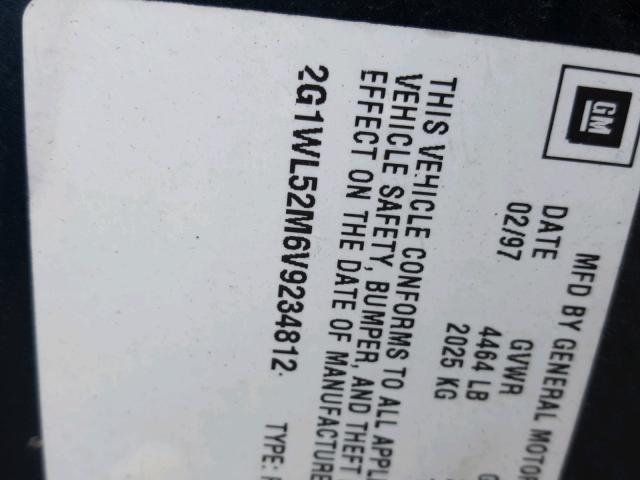 GM
MFD BY GENERAL MOTOR
DATE GVWR
02/97 4464 LB
2025 KG
THIS VEHICLE CONFORMS TO ALL APPL
VEHICLE SAFETY, BUMPER, AND THEFT
EFFECT ON THE DATE OF MANUFACTURE
2G1WL52M6V9234812 TYPE: